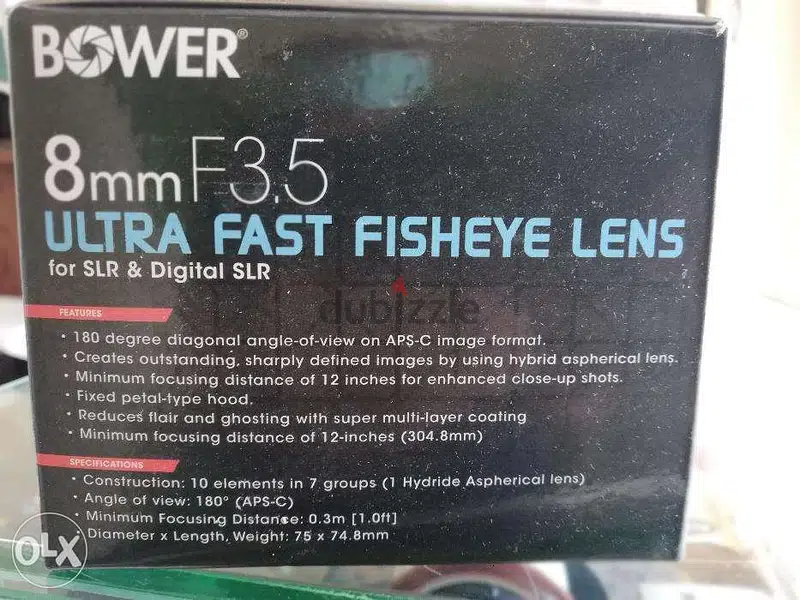 BOWER®
8mm F3.5
ULTRA FAST FISHEYE LENS
for SLR & Digital SLR
dubizzle
FEATURES
• 180 degree diagonal angle-of-view on APS-C image format.
• Creates outstanding, sharply defined images by using hybrid aspherical lens.
• Minimum focusing distance of 12 inches for enhanced close-up shots.
• Fixed petal-type hood.
• Reduces flair and ghosting with super multi-layer coating
• Minimum focusing distance of 12-inches (304.8mm)
SPECIFICATIONS
• Construction: 10 elements in 7 groups (1 Hydride Aspherical lens)
• Angle of view: 180° (APS-C)
• Minimum Focusing Distance: 0.3m [1.0ft]
• Diameter x Length, Weight: 75 x 74.8mm
OLX